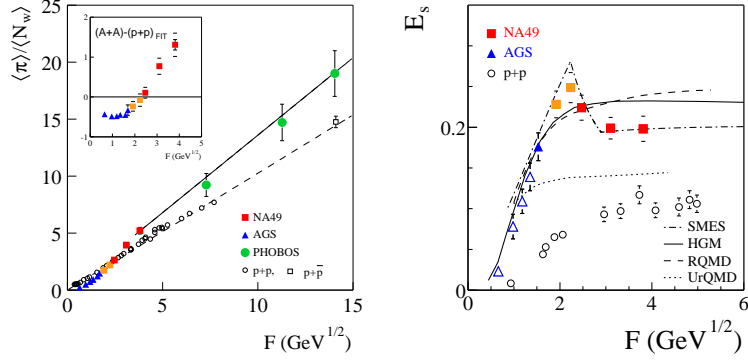 ⟨π⟩/⟨N_w⟩
25
20
15
10
5
0
0
5
10
15
F (GeV^{1/2})
(A+A)-(p+p)_{FIT}
1
0
-1
0
2
4
F (GeV^{1/2})
NA49
AGS
PHOBOS
p+p, p+p̅
E_s
0.2
0.
0
2
4
6
F (GeV^{1/2})
NA49
AGS
p+p
SMES
HGM
RQMD
UrQMD